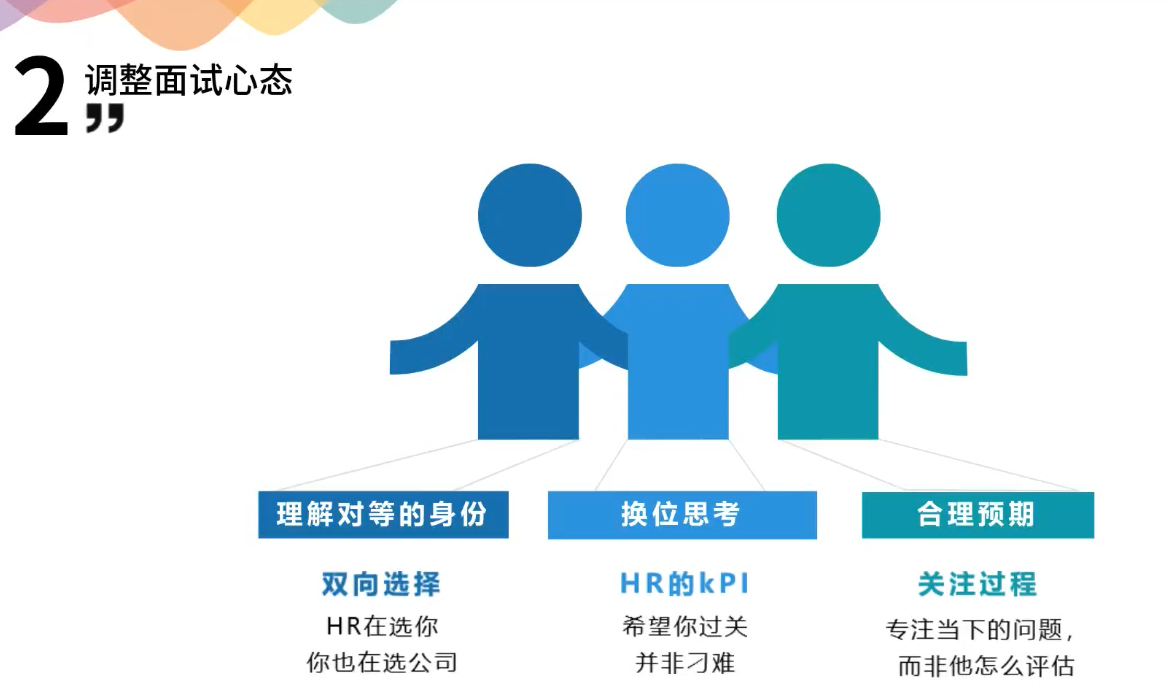 2 调整面试心态
”
理解对等的身份
双向选择
HR在选你
你也在选公司
换位思考
HR的kPI
希望你过关
并非刁难
合理预期
关注过程
专注当下的问题，
而非他怎么评估